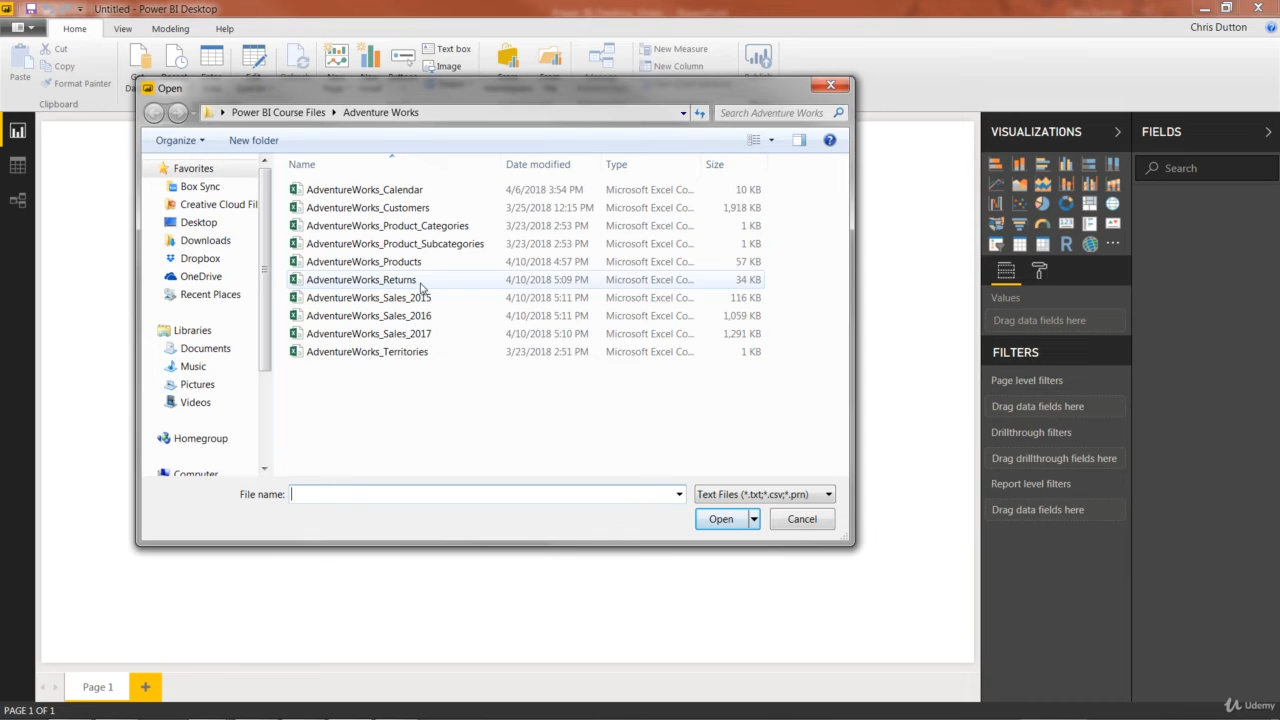 Untitled - Power BI Desktop
Home View Modeling Help
Chris Dutton
Paste
Cut
Copy
Format Painter
Clipboard
Text box
Image
New Measure
New Column
Open
Power BI Course Files Adventure Works
Search Adventure Works
Organize New folder
Name Date modified Type Size
Favorites
Box Sync
Creative Cloud Fil
Desktop
Downloads
Dropbox
OneDrive
Recent Places
Libraries
Documents
Music
Pictures
Videos
Homegroup
Computer
AdventureWorks_Calendar 4/6/2018 3:54 PM Microsoft Excel Co... 10 KB
AdventureWorks_Customers 3/25/2018 12:15 PM Microsoft Excel Co... 1,918 KB
AdventureWorks_Product_Categories 3/23/2018 2:53 PM Microsoft Excel Co... 1 KB
AdventureWorks_Product_Subcategories 3/23/2018 2:53 PM Microsoft Excel Co... 1 KB
AdventureWorks_Products 4/10/2018 4:57 PM Microsoft Excel Co... 57 KB
AdventureWorks_Returns 4/10/2018 5:09 PM Microsoft Excel Co... 34 KB
AdventureWorks_Sales_2015 4/10/2018 5:11 PM Microsoft Excel Co... 116 KB
AdventureWorks_Sales_2016 4/10/2018 5:11 PM Microsoft Excel Co... 1,059 KB
AdventureWorks_Sales_2017 4/10/2018 5:10 PM Microsoft Excel Co... 1,291 KB
AdventureWorks_Territories 3/23/2018 2:51 PM Microsoft Excel Co... 1 KB
File name:
Text Files (*.txt;*.csv;*.prn)
Open Cancel
VISUALIZATIONS
R
Values
Drag data fields here
FILTERS
Page level filters
Drag data fields here
Drillthrough filters
Drag drillthrough fields here
Report level filters
Drag data fields here
FIELDS
Search
Page 1
PAGE 1 OF 1
Udemy